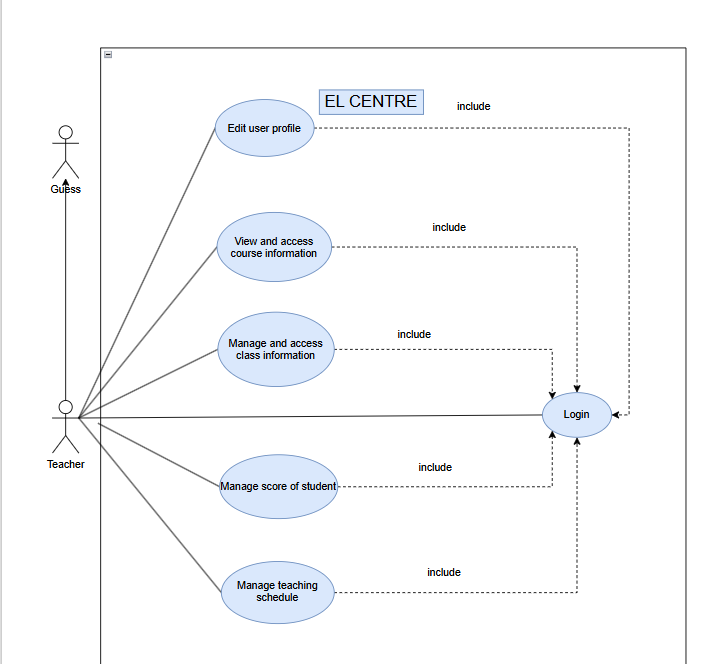 EL CENTRE
include
Edit user profile
Guess
include
View and access
course information
include
Manage and access
class information
Login
Teacher
include
Manage score of student
include
Manage teaching
schedule